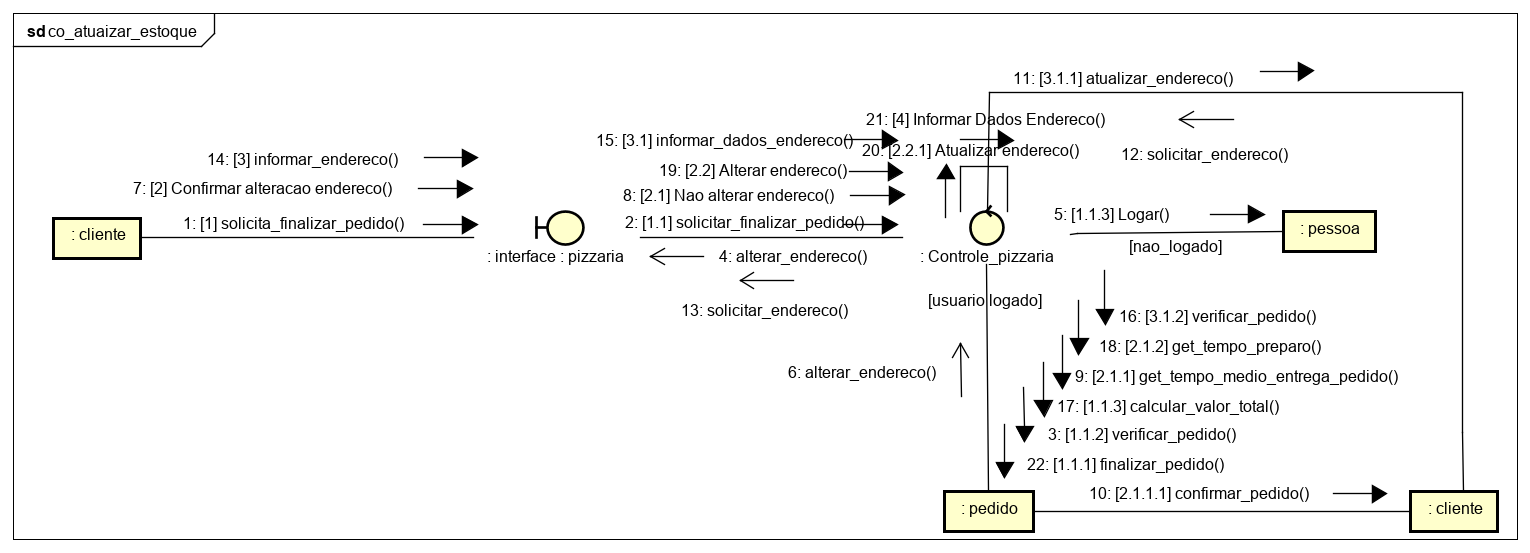 sd co_atuaizar_estoque
11: [3.1.1] atualizar_endereco()
21: [4] Informar Dados Endereco()
15: [3.1] informar_dados_endereco()
20: [2.2.1] Atualizar endereco()
12: solicitar_endereco()
14: [3] informar_endereco()
19: [2.2] Alterar endereco()
7: [2] Confirmar alteracao endereco()
8: [2.1] Nao alterar endereco()
1: [1] solicita_finalizar_pedido()
2: [1.1] solicitar_finalizar_pedido()
5: [1.1.3] Logar()
: cliente
: pessoa
[nao_logado]
: interface : pizzaria
4: alterar_endereco()
: Controle_pizzaria
[usuario logado]
13: solicitar_endereco()
16: [3.1.2] verificar_pedido()
18: [2.1.2] get_tempo_preparo()
6: alterar_endereco()
9: [2.1.1] get_tempo_medio_entrega_pedido()
17: [1.1.3] calcular_valor_total()
3: [1.1.2] verificar_pedido()
22: [1.1.1] finalizar_pedido()
10: [2.1.1.1] confirmar_pedido()
: pedido
: cliente